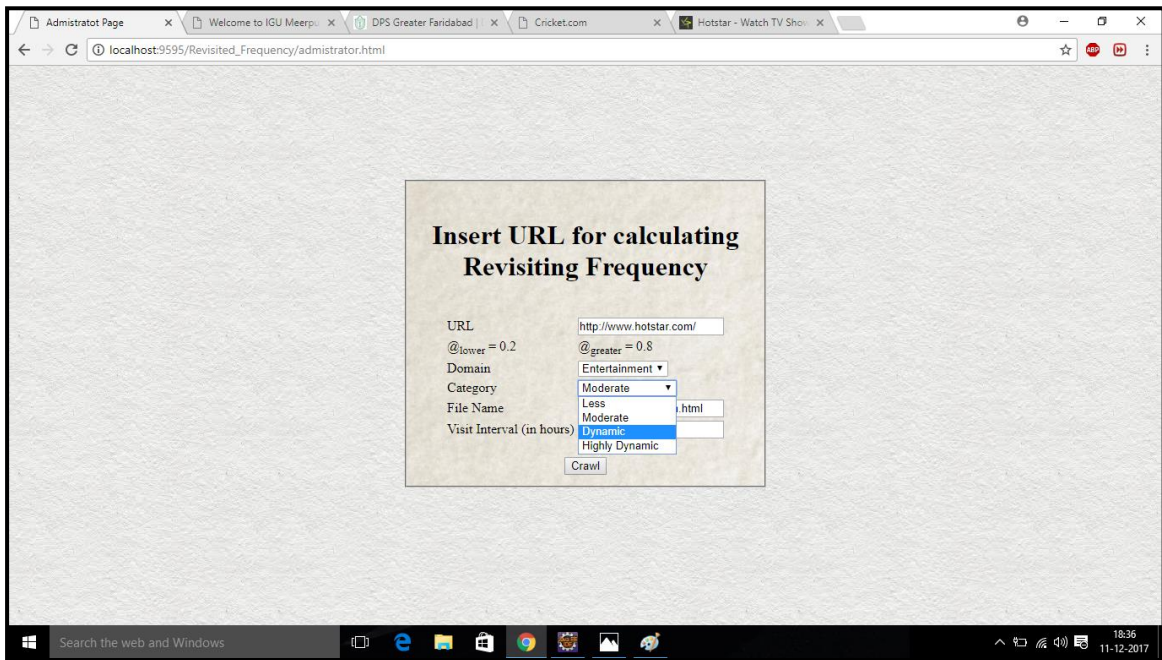 Admistratot Page Welcome to IGU Meerpu DPS Greater Faridabad | Cricket.com Hotstar - Watch TV Show
localhost:9595/Revisited_Frequency/admistrator.html ABP
Insert URL for calculating
Revisiting Frequency
URL http://www.hotstar.com/
@lower = 0.2 @greater = 0.8
Domain Entertainment
Category Moderate
Less
File Name .html
Moderate
Visit Interval (in hours) Dynamic
Highly Dynamic
Crawl
Search the web and Windows
18:36
11-12-2017